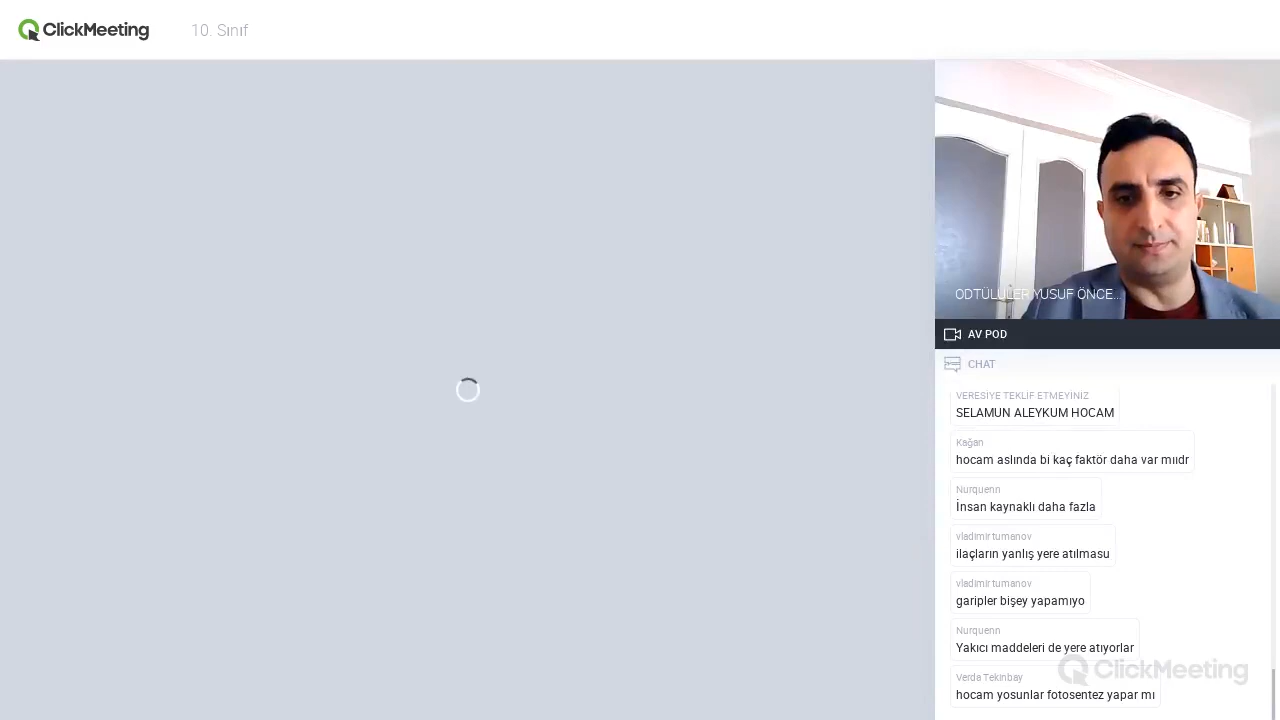 ClickMeeting
10. Sınıf
ODTÜLÜLER YUSUF ÖNCE...
AV POD
CHAT
VERESİYE TEKLİF ETMEYİNİZ
SELAMUN ALEYKUM HOCAM
Kağan
hocam aslında bi kaç faktör daha var mııdr
Nurquenn
İnsan kaynaklı daha fazla
vladimir tumanov
ilaçların yanlış yere atılmasu
vladimir tumanov
garipler bişey yapamıyo
Nurquenn
Yakıcı maddeleri de yere atıyorlar
ClickMeeting
Verda Tekinbay
hocam yosunlar fotosentez yapar mı